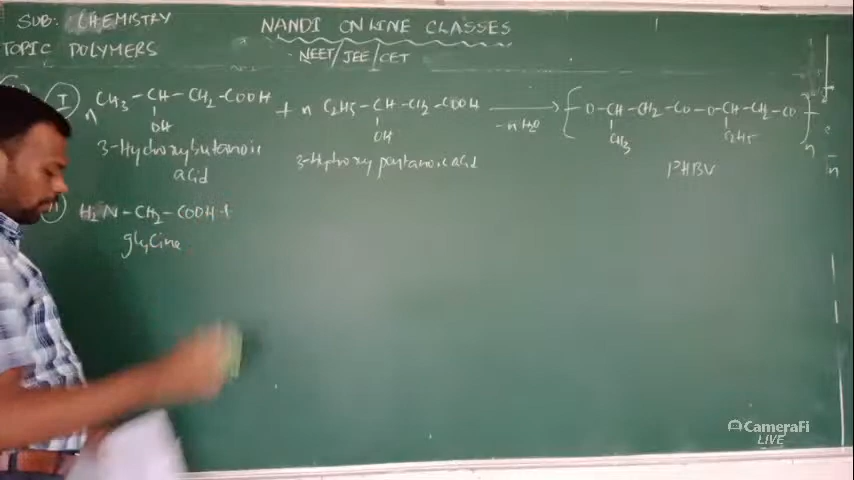 SUB: CHEMISTRY
NANDI ONLINE CLASSES
TOPIC POLYMERS
NEET/JEE/CET
I n CH3 - CH - CH2 - COOH + n C2H5 - CH - CH2 - COOH → [ O - CH - CH2 - CO - O - CH - CH2 - CO ]n
OH OH - n H2O CH3 C2H5
3-Hydroxybutanoic acid
3-Hydroxy pentanoic acid
PHBV
H2N - CH2 - COOH +
glycine
CameraFi
LIVE